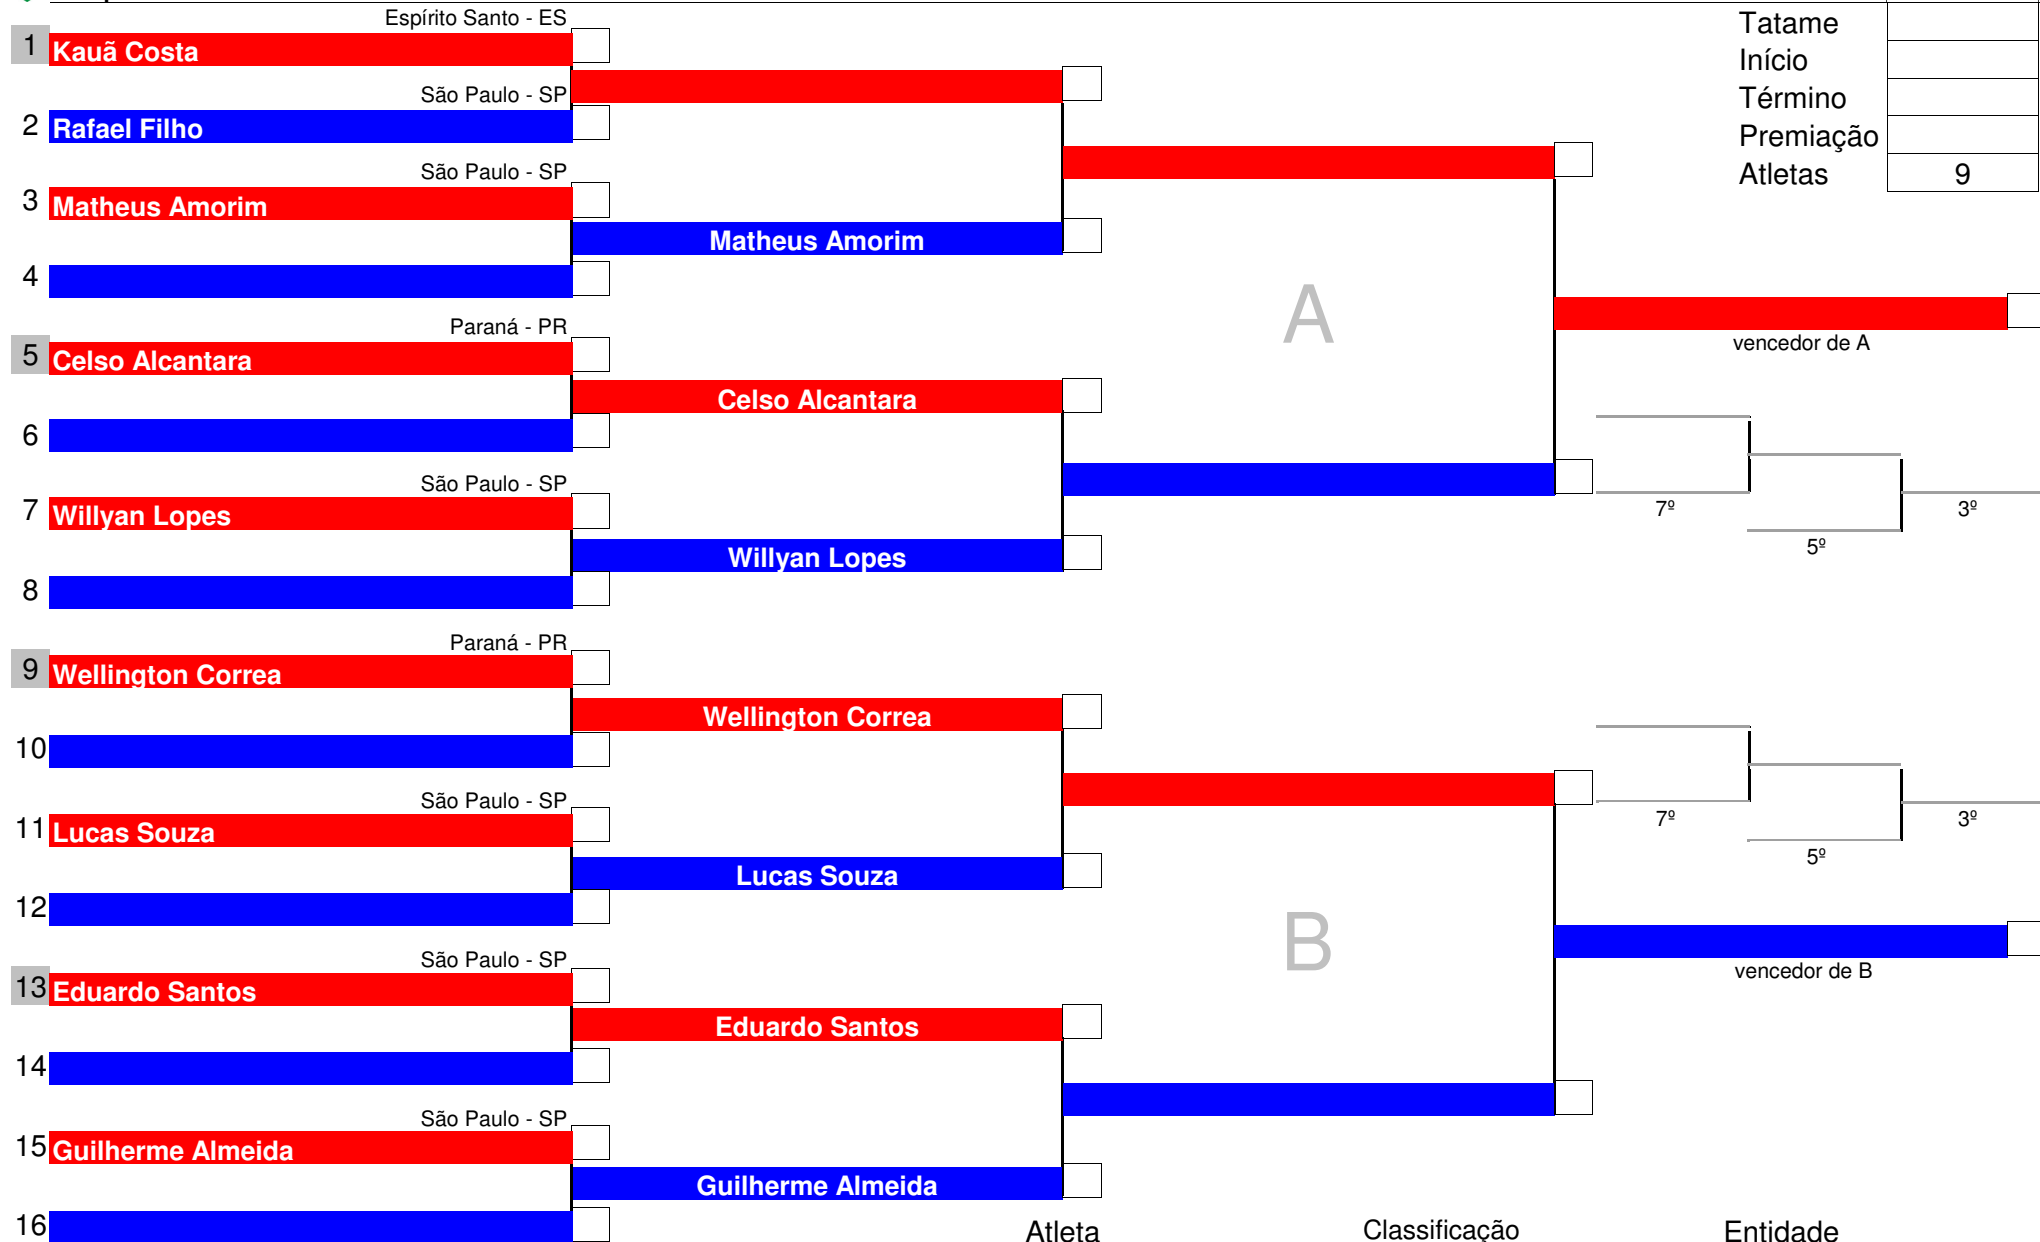 Espírito Santo - ES
1 Kauã Costa
São Paulo - SP
2 Rafael Filho
São Paulo - SP
3 Matheus Amorim
Matheus Amorim
4
Paraná - PR
5 Celso Alcantara
Celso Alcantara
6
São Paulo - SP
7 Willyan Lopes
Willyan Lopes
8
Paraná - PR
9 Wellington Correa
Wellington Correa
10
São Paulo - SP
11 Lucas Souza
Lucas Souza
12
São Paulo - SP
13 Eduardo Santos
Eduardo Santos
14
São Paulo - SP
15 Guilherme Almeida
Guilherme Almeida
16
A
B
Tatame
Início
Término
Premiação
Atletas 9
vencedor de A
7º
3º
5º
7º
3º
5º
vencedor de B
Atleta Classificação Entidade